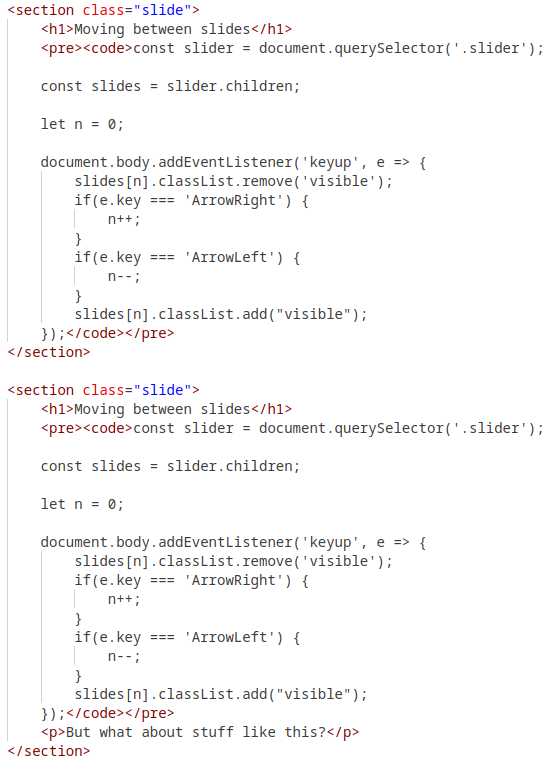 <section class="slide">
    <h1>Moving between slides</h1>
    <pre><code>const slider = document.querySelector('.slider');

    const slides = slider.children;

    let n = 0;

    document.body.addEventListener('keyup', e => {
        slides[n].classList.remove('visible');
        if(e.key === 'ArrowRight') {
            n++;
        }
        if(e.key === 'ArrowLeft') {
            n--;
        }
        slides[n].classList.add("visible");
    });</code></pre>
</section>

<section class="slide">
    <h1>Moving between slides</h1>
    <pre><code>const slider = document.querySelector('.slider');

    const slides = slider.children;

    let n = 0;

    document.body.addEventListener('keyup', e => {
        slides[n].classList.remove('visible');
        if(e.key === 'ArrowRight') {
            n++;
        }
        if(e.key === 'ArrowLeft') {
            n--;
        }
        slides[n].classList.add("visible");
    });</code></pre>
    <p>But what about stuff like this?</p>
</section>